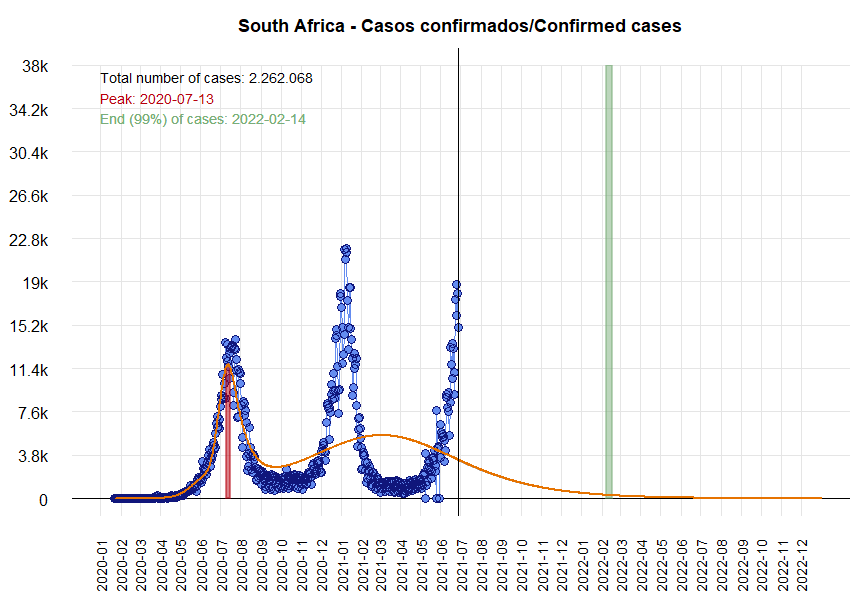 South Africa - Casos confirmados/Confirmed cases
Total number of cases: 2.262.068
Peak: 2020-07-13
End (99%) of cases: 2022-02-14
38k
34.2k
30.4k
26.6k
22.8k
19k
15.2k
11.4k
7.6k
3.8k
0
2020-01
2020-02
2020-03
2020-04
2020-05
2020-06
2020-07
2020-08
2020-09
2020-10
2020-11
2020-12
2021-01
2021-02
2021-03
2021-04
2021-05
2021-06
2021-07
2021-08
2021-09
2021-10
2021-11
2021-12
2022-01
2022-02
2022-03
2022-04
2022-05
2022-06
2022-07
2022-08
2022-09
2022-10
2022-11
2022-12